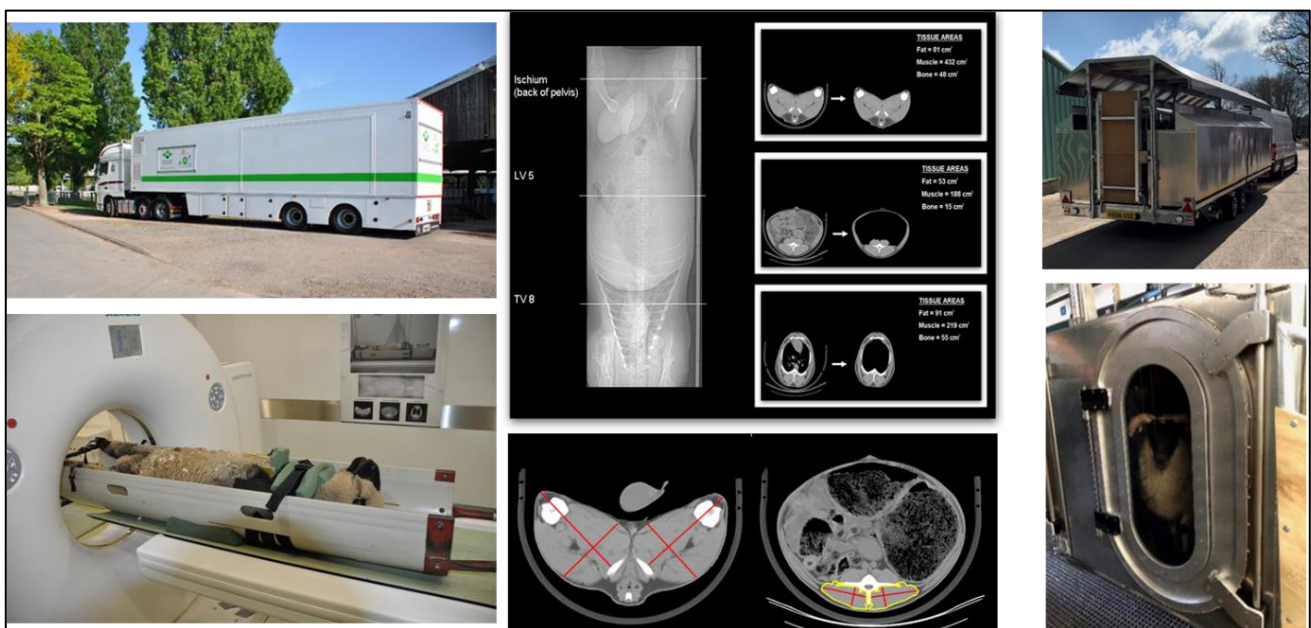 Ischium
(back of pelvis)
LV 5
TV 8
TISSUE AREAS
Fat = 81 cm²
Muscle = 432 cm²
Bone = 48 cm²
TISSUE AREAS
Fat = 53 cm²
Muscle = 188 cm²
Bone = 15 cm²
TISSUE AREAS
Fat = 91 cm²
Muscle = 219 cm²
Bone = 55 cm²